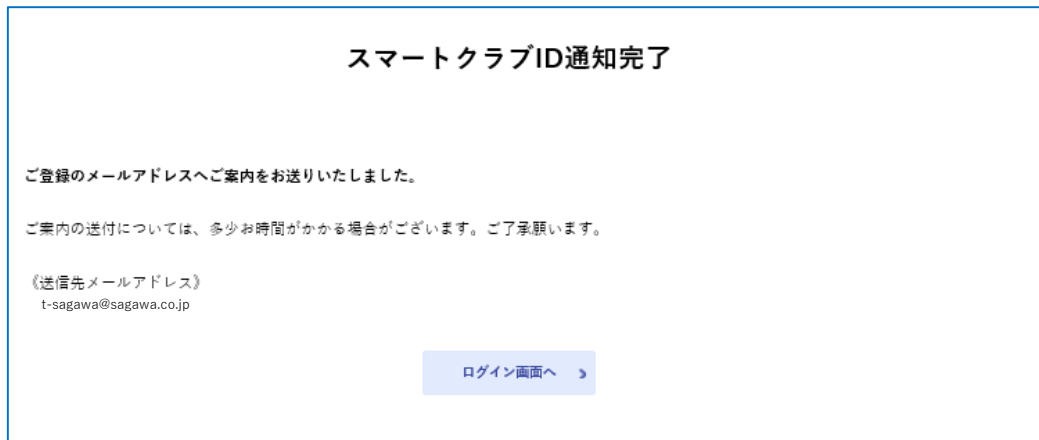 スマートクラブID通知完了
ご登録のメールアドレスへご案内をお送りいたしました。
ご案内の送付については、多少お時間がかかる場合がございます。ご了承願います。
《送信先メールアドレス》
t-sagawa@sagawa.co.jp
ログイン画面へ